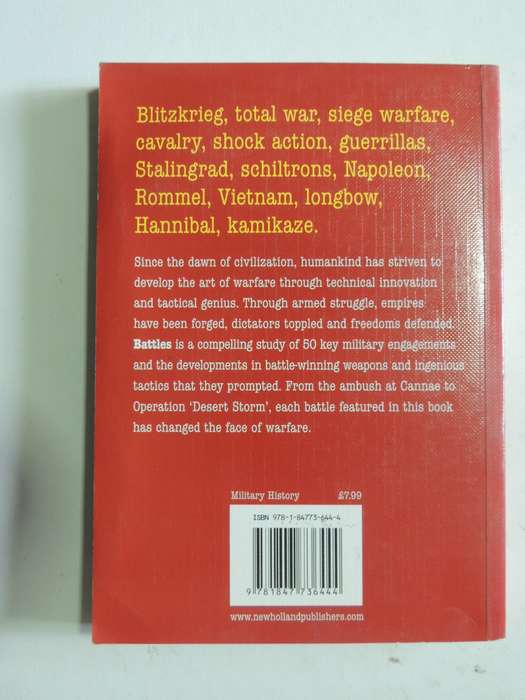 Blitzkrieg, total war, siege warfare,
cavalry, shock action, guerrillas,
Stalingrad, schiltrons, Napoleon,
Rommel, Vietnam, longbow,
Hannibal, kamikaze.
Since the dawn of civilization, humankind has striven to
develop the art of warfare through technical innovation
and tactical genius. Through armed struggle, empires
have been forged, dictators toppled and freedoms defended.
Battles is a compelling study of 50 key military engagements
and the developments in battle-winning weapons and ingenious
tactics that they prompted. From the ambush at Cannae to
Operation ‘Desert Storm’, each battle featured in this book
has changed the face of warfare.
Military History £7.99
ISBN 978-1-84773-644-4
9 781847 736444
www.newhollandpublishers.com